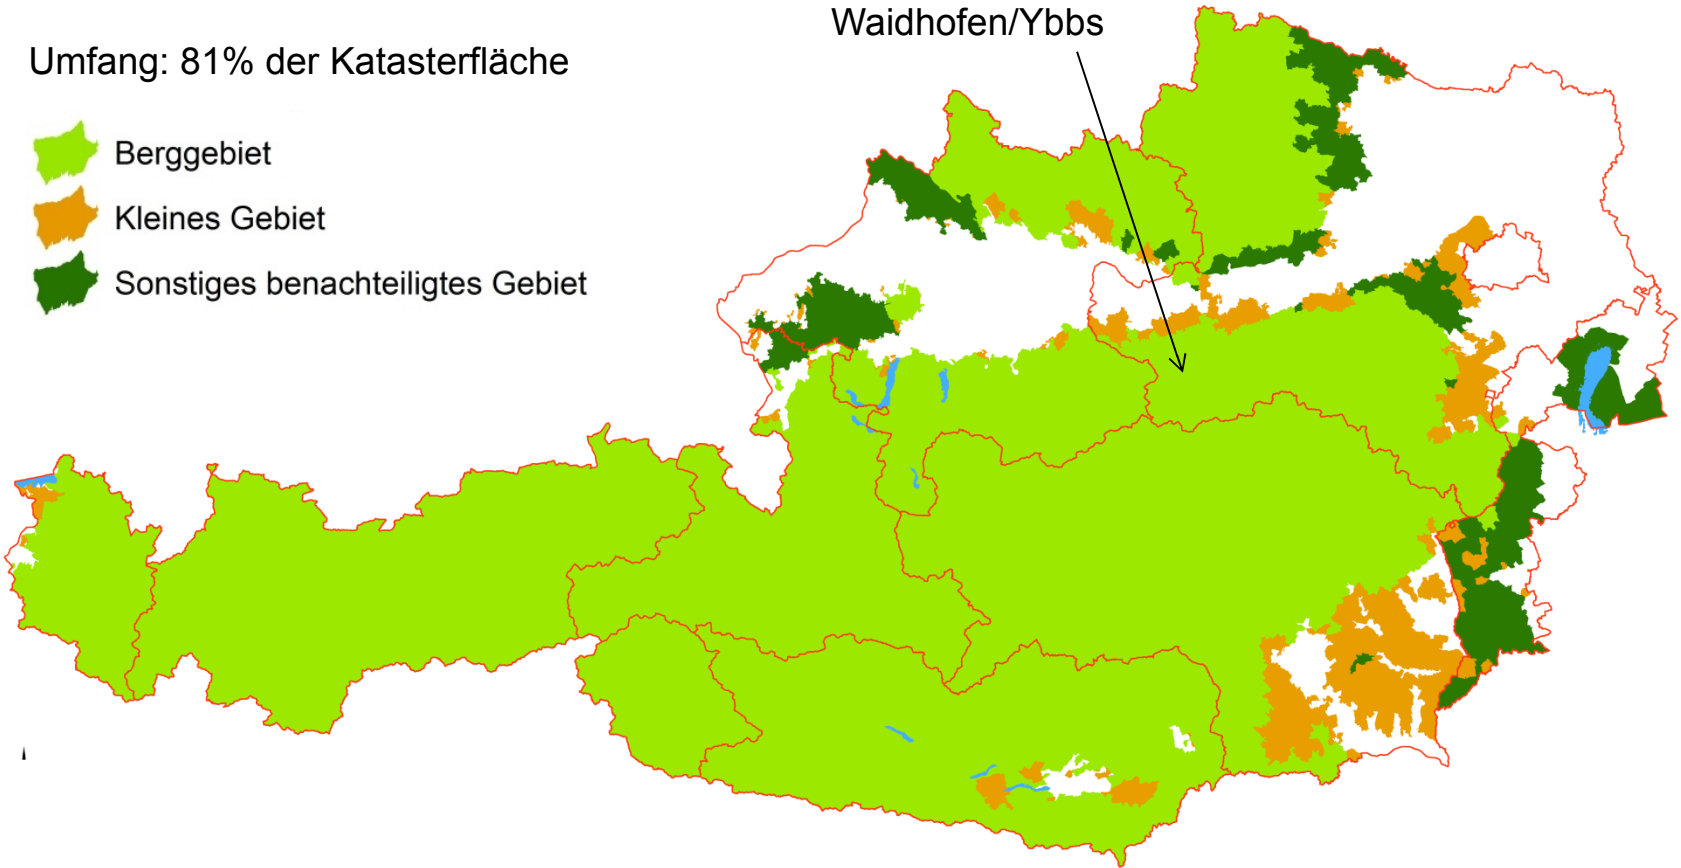 Waidhofen/Ybbs
Umfang: 81% der Katasterfläche
Berggebiet
Kleines Gebiet
Sonstiges benachteiligtes Gebiet